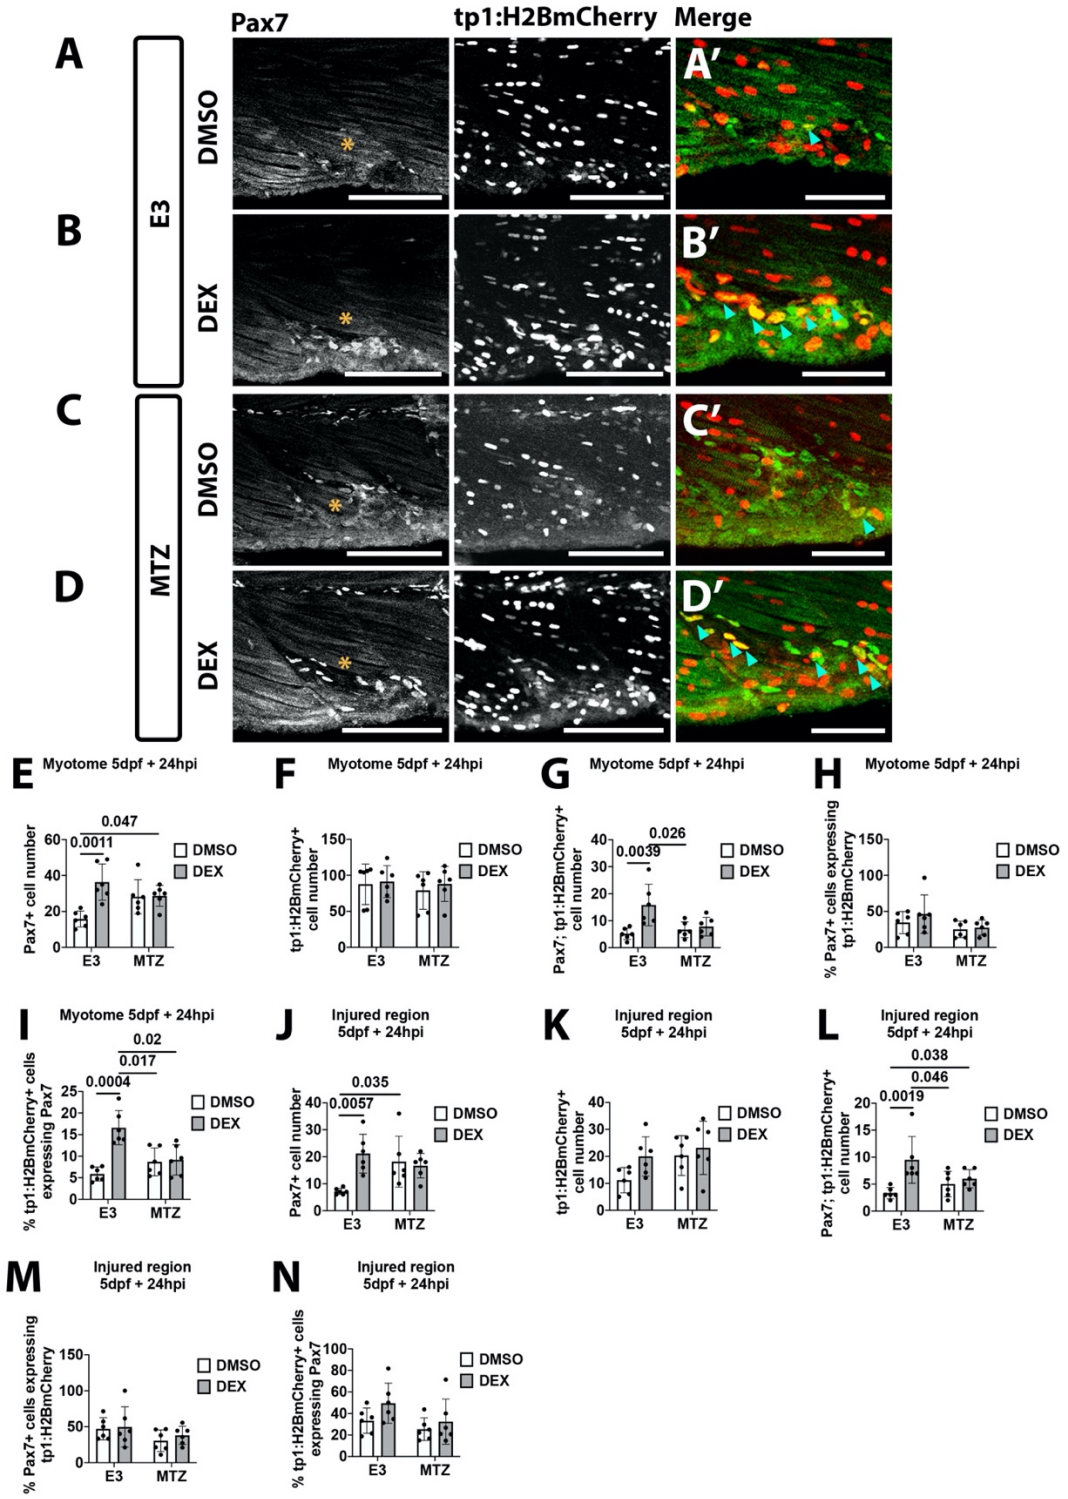 Pax7 tp1:H2BmCherry Merge
A DMSO A′
E3
B DEX B′
C DMSO C′
MTZ
D DEX D′
E Myotome 5dpf + 24hpi
Pax7+ cell number
60
40
20
0
0.047
0.0011
E3 MTZ
DMSO
DEX
F Myotome 5dpf + 24hpi
tp1:H2BmCherry+
cell number
150
100
50
0
E3 MTZ
DMSO
DEX
G Myotome 5dpf + 24hpi
Pax7; tp1:H2BmCherry+
cell number
40
30
20
10
0
0.026
0.0039
E3 MTZ
DMSO
DEX
H Myotome 5dpf + 24hpi
% Pax7+ cells expressing
tp1:H2BmCherry
150
100
50
0
E3 MTZ
DMSO
DEX
I Myotome 5dpf + 24hpi
% tp1:H2BmCherry+ cells
expressing Pax7
25
20
15
10
5
0
0.02
0.017
0.0004
E3 MTZ
DMSO
DEX
J Injured region
5dpf + 24hpi
Pax7+ cell number
40
30
20
10
0
0.035
0.0057
E3 MTZ
DMSO
DEX
K Injured region
5dpf + 24hpi
tp1:H2BmCherry+
cell number
40
30
20
10
0
E3 MTZ
DMSO
DEX
L Injured region
5dpf + 24hpi
Pax7; tp1:H2BmCherry+
cell number
20
15
10
5
0
0.038
0.046
0.0019
E3 MTZ
DMSO
DEX
M Injured region
5dpf + 24hpi
% Pax7+ cells expressing
tp1:H2BmCherry
150
100
50
0
E3 MTZ
DMSO
DEX
N Injured region
5dpf + 24hpi
% tp1:H2BmCherry+ cells
expressing Pax7
100
80
60
40
20
0
E3 MTZ
DMSO
DEX